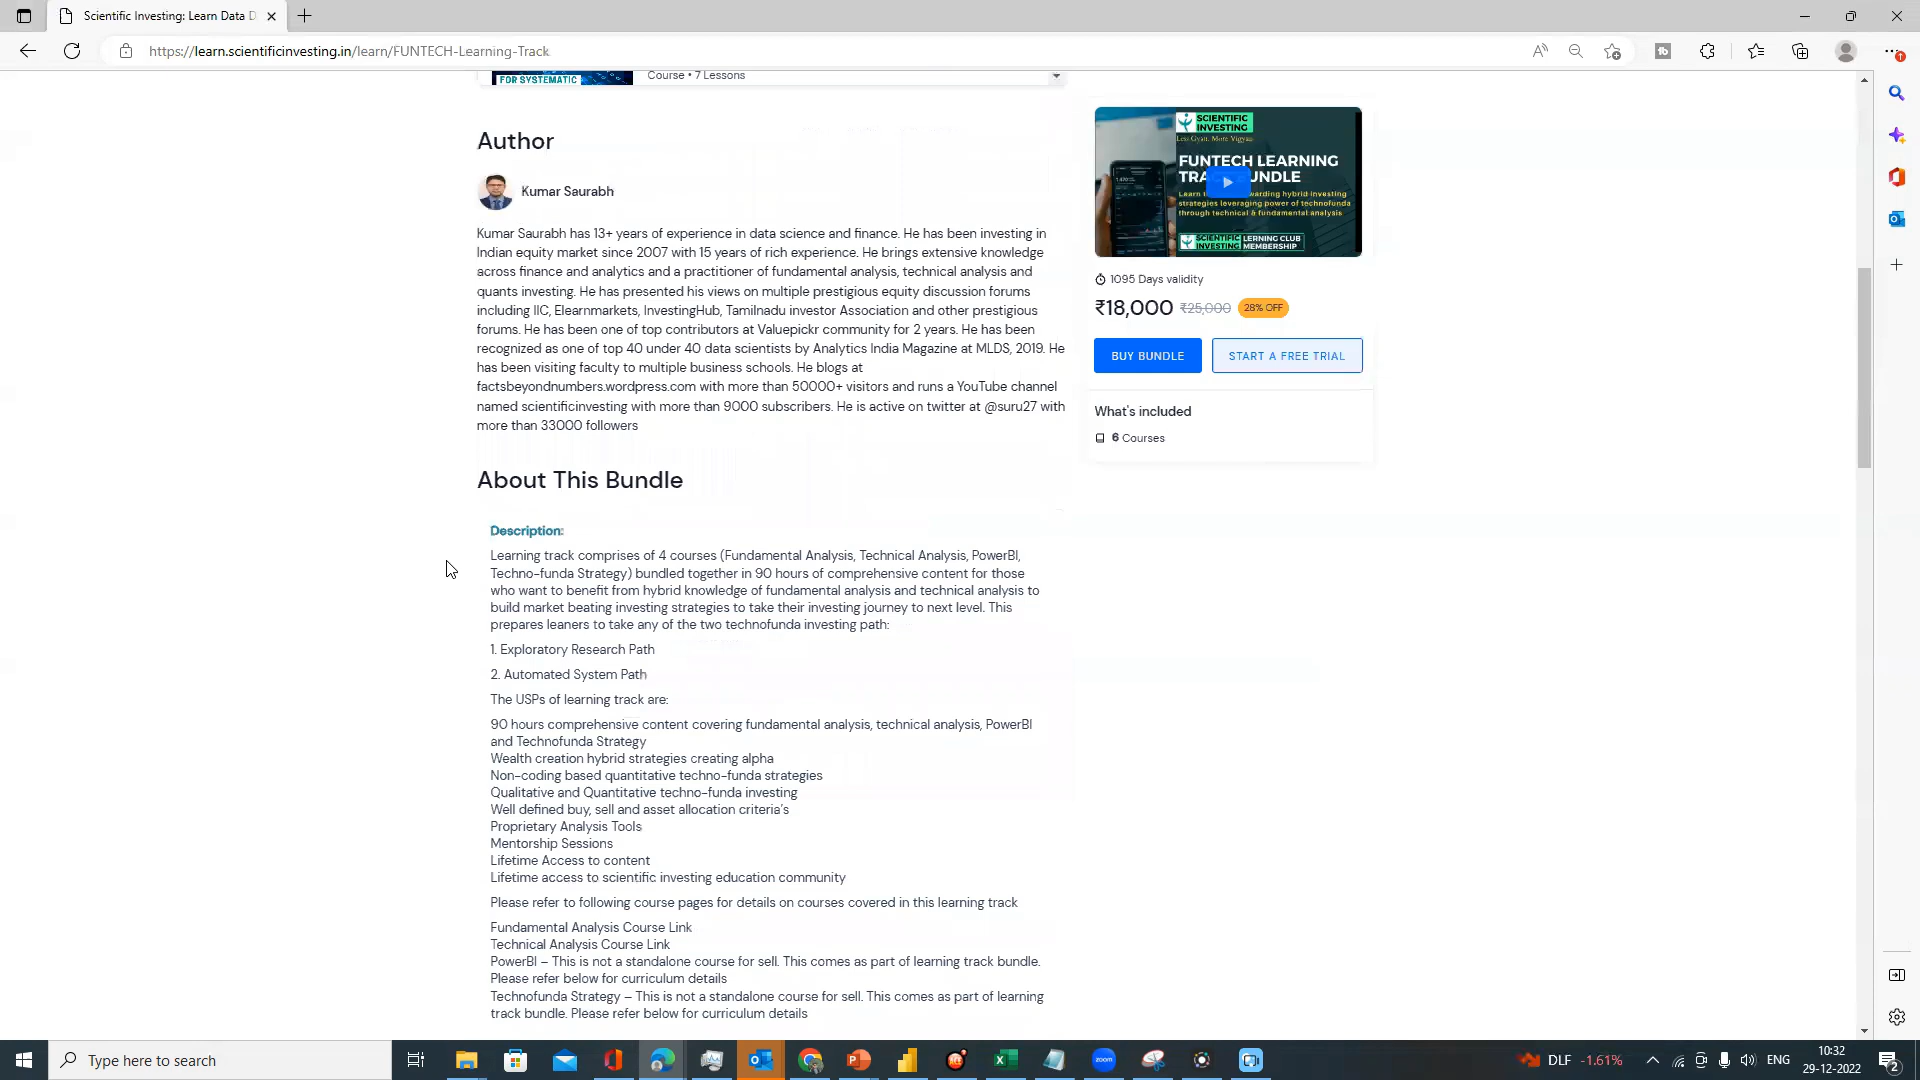 Scientific Investing: Learn Data D
https://learn.scientificinvesting.in/learn/FUNTECH-Learning-Track
FOR SYSTEMATIC
Course • 7 Lessons
Author
Kumar Saurabh
Kumar Saurabh has 13+ years of experience in data science and finance. He has been investing in
Indian equity market since 2007 with 15 years of rich experience. He brings extensive knowledge
across finance and analytics and a practitioner of fundamental analysis, technical analysis and
quants investing. He has presented his views on multiple prestigious equity discussion forums
including IIC, Elearnmarkets, InvestingHub, Tamilnadu investor Association and other prestigious
forums. He has been one of top contributors at Valuepickr community for 2 years. He has been
recognized as one of top 40 under 40 data scientists by Analytics India Magazine at MLDS, 2019. He
has been visiting faculty to multiple business schools. He blogs at
factsbeyondnumbers.wordpress.com with more than 50000+ visitors and runs a YouTube channel
named scientificinvesting with more than 9000 subscribers. He is active on twitter at @suru27 with
more than 33000 followers
About This Bundle
Description:
Learning track comprises of 4 courses (Fundamental Analysis, Technical Analysis, PowerBI,
Techno-funda Strategy) bundled together in 90 hours of comprehensive content for those
who want to benefit from hybrid knowledge of fundamental analysis and technical analysis to
build market beating investing strategies to take their investing journey to next level. This
prepares leaners to take any of the two technofunda investing path:
1. Exploratory Research Path
2. Automated System Path
The USPs of learning track are:
90 hours comprehensive content covering fundamental analysis, technical analysis, PowerBI
and Technofunda Strategy
Wealth creation hybrid strategies creating alpha
Non-coding based quantitative techno-funda strategies
Qualitative and Quantitative techno-funda investing
Well defined buy, sell and asset allocation criteria's
Proprietary Analysis Tools
Mentorship Sessions
Lifetime Access to content
Lifetime access to scientific investing education community
Please refer to following course pages for details on courses covered in this learning track
Fundamental Analysis Course Link
Technical Analysis Course Link
PowerBI – This is not a standalone course for sell. This comes as part of learning track bundle.
Please refer below for curriculum details
Technofunda Strategy – This is not a standalone course for sell. This comes as part of learning
track bundle. Please refer below for curriculum details
SCIENTIFIC
INVESTING
Less Gyan. More Vigyan
FUNTECH LEARNING
UNDLE
strategies leveraging power of technofunda
through technical & fundamental analysis
SCIENTIFIC
INVESTING
LEARNING CLUB
MEMBERSHIP
1095 Days validity
₹18,000 ₹25,000 28% OFF
BUY BUNDLE
START A FREE TRIAL
What's included
6 Courses
Type here to search
zoom
DLF -1.61%
ENG
10:32
29-12-2022
2